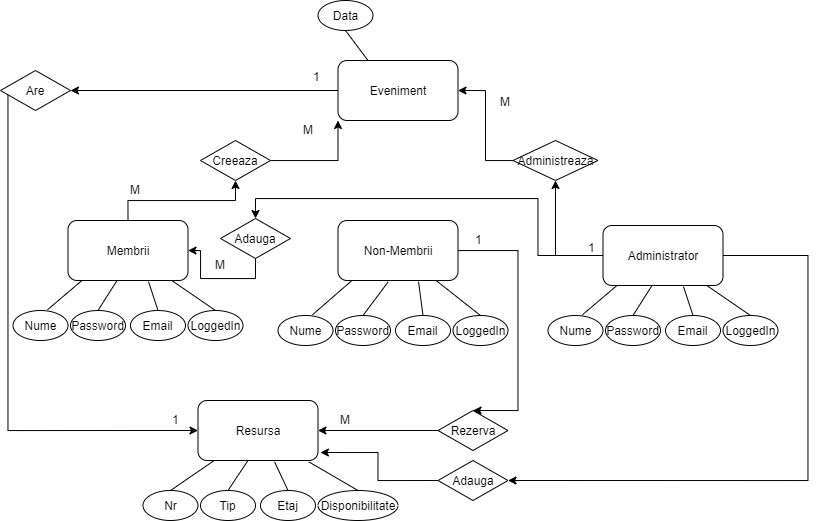 Data
1
Are
Eveniment
M
M
Creeaza
Administreaza
M
Adauga
Membrii
M
Non-Membrii
1
1
Administrator
Nume
Password
Email
LoggedIn
Nume
Password
Email
LoggedIn
Nume
Password
Email
LoggedIn
1
Resursa
M
Rezerva
Adauga
Nr
Tip
Etaj
Disponibilitate